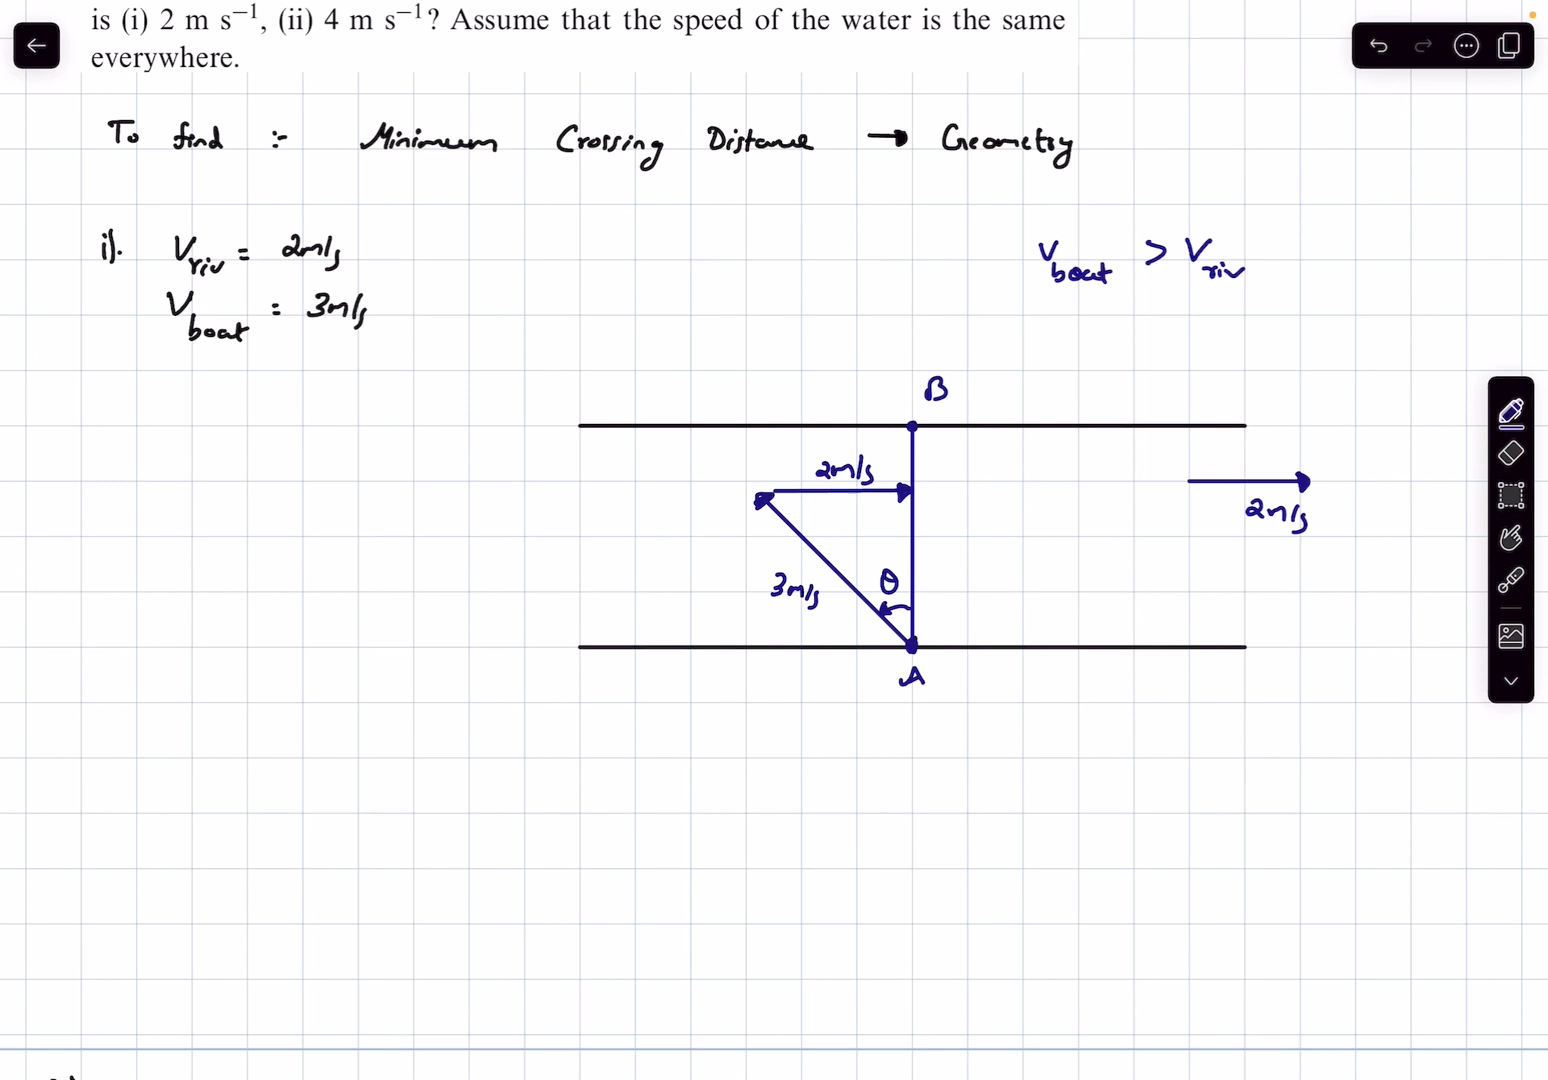 is (i) 2 m s⁻¹, (ii) 4 m s⁻¹? Assume that the speed of the water is the same
everywhere.
To find :- Minimum Crossing Distance → Geometry
i). V_riv = 2m/s
V_boat > V_riv
V_boat = 3m/s
B
2m/s
2m/s
θ
3m/s
A